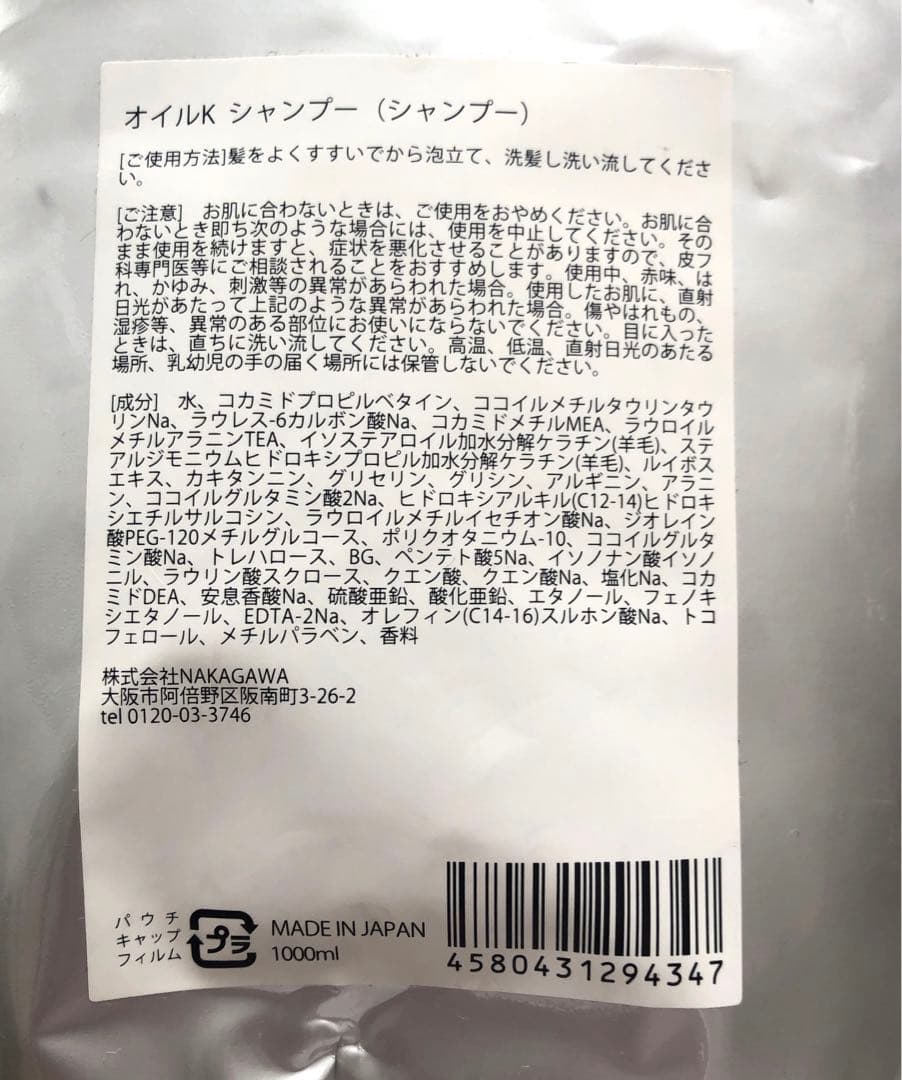 オイルK シャンプー（シャンプー）
[ご使用方法]髪をよくすすいでから泡立て、洗髪し洗い流してくださ
い。
[ご注意]　お肌に合わないときは、ご使用をおやめください。お肌に合
わないとき即ち次のような場合には、使用を中止してください。その
まま使用を続けますと、症状を悪化させることがありますので、皮フ
科専門医等にご相談されることをおすすめします。使用中、赤味、は
れ、かゆみ、刺激等の異常があらわれた場合。使用したお肌に、直射
日光があたって上記のような異常があらわれた場合。傷やはれもの、
湿疹等、異常のある部位にお使いにならないでください。目に入った
ときは、直ちに洗い流してください。高温、低温、直射日光のあたる
場所、乳幼児の手の届く場所には保管しないでください。
[成分]　水、コカミドプロピルベタイン、ココイルメチルタウリンタウ
リンNa、ラウレス-6カルボン酸Na、コカミドメチルMEA、ラウロイル
メチルアラニンTEA、イソステアロイル加水分解ケラチン(羊毛)、ステ
アルジモニウムヒドロキシプロピル加水分解ケラチン(羊毛)、ルイボス
エキス、カキタンニン、グリセリン、グリシン、アルギニン、アラニ
ン、ココイルグルタミン酸2Na、ヒドロキシアルキル(C12-14)ヒドロキ
シエチルサルコシン、ラウロイルメチルイセチオン酸Na、ジオレイン
酸PEG-120メチルグルコース、ポリクオタニウム-10、ココイルグルタ
ミン酸Na、トレハロース、BG、ペンテト酸5Na、イソノナン酸イソノ
ニル、ラウリン酸スクロース、クエン酸、クエン酸Na、塩化Na、コカ
ミドDEA、安息香酸Na、硫酸亜鉛、酸化亜鉛、エタノール、フェノキ
シエタノール、EDTA-2Na、オレフィン(C14-16)スルホン酸Na、トコ
フェロール、メチルパラベン、香料
株式会社NAKAGAWA
大阪市阿倍野区阪南町3-26-2
tel 0120-03-3746
パウチ
キャップ
フィルム
プラ
MADE IN JAPAN
1000ml
4580431294347